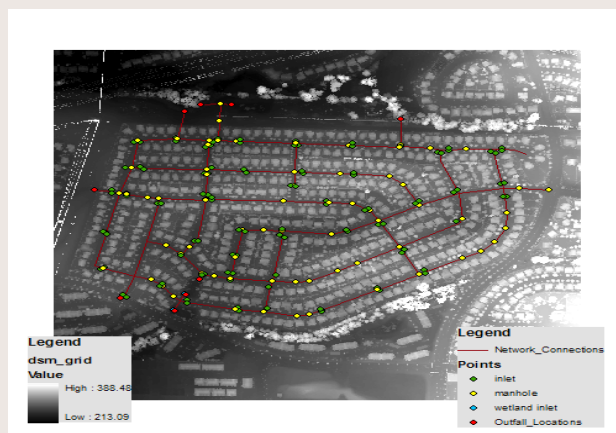 Legend
dsm_grid
Value
High : 388.48
Low : 213.09
Legend
Network_Connections
Points
inlet
manhole
wetland inlet
Outfall_Locations